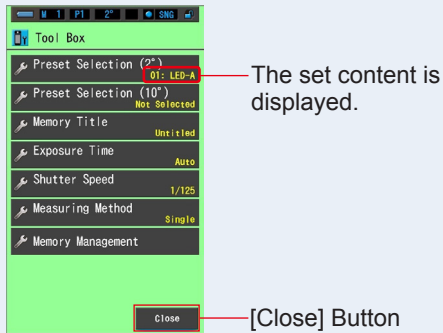 M 1 P1 2° SNG
Tool Box
Preset Selection (2°)
01: LED-A
Preset Selection (10°)
Not Selected
Memory Title
Untitled
Exposure Time
Auto
Shutter Speed
1/125
Measuring Method
Single
Memory Management
Close
The set content is
displayed.
[Close] Button